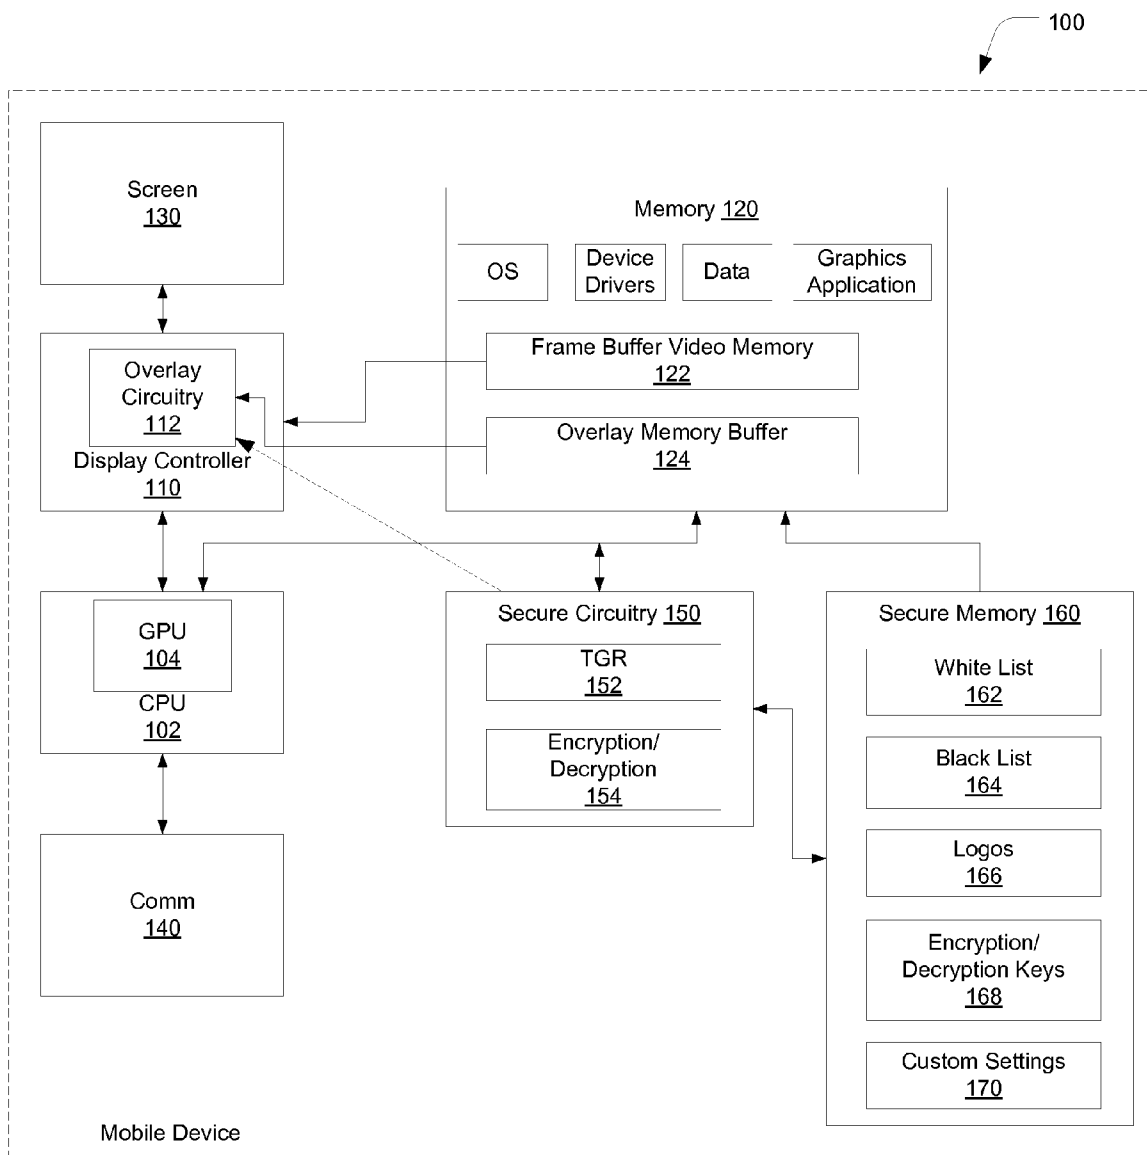 100
Screen
130
Memory 120
OS
Device
Drivers
Data
Graphics
Application
Frame Buffer Video Memory
122
Overlay Memory Buffer
124
Overlay
Circuitry
112
Display Controller
110
GPU
104
CPU
102
Secure Circuitry 150
TGR
152
Encryption/
Decryption
154
Secure Memory 160
White List
162
Black List
164
Logos
166
Encryption/
Decryption Keys
168
Custom Settings
170
Comm
140
Mobile Device